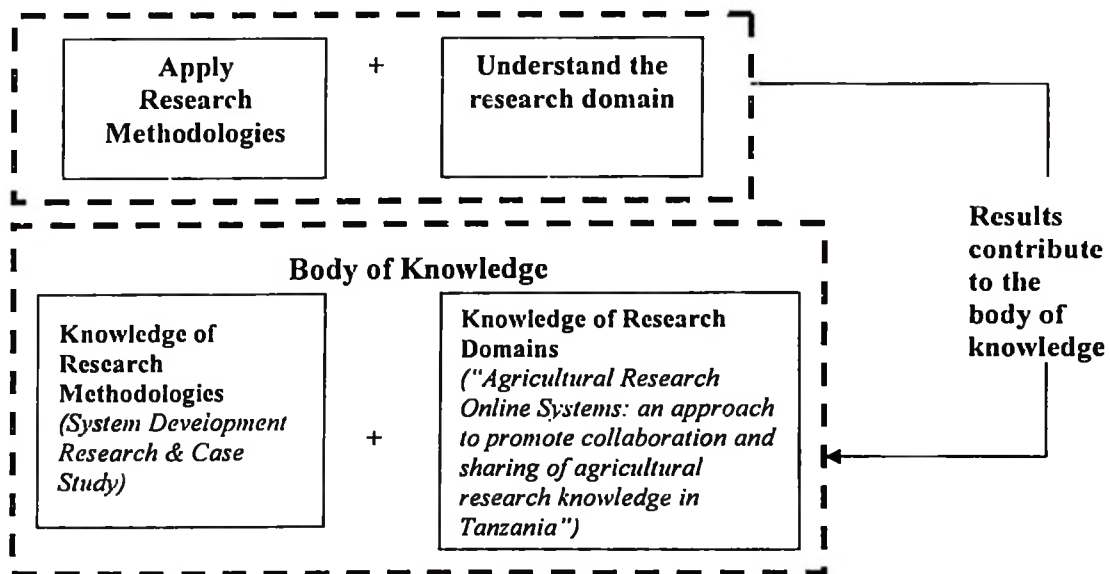 Apply
Research
Methodologies
+
Understand the
research domain
Results
contribute
to the
body of
knowledge
Body of Knowledge
Knowledge of
Research
Methodologies
(System Development
Research & Case
Study)
+
Knowledge of Research
Domains
("Agricultural Research
Online Systems: an approach
to promote collaboration and
sharing of agricultural
research knowledge in
Tanzania")